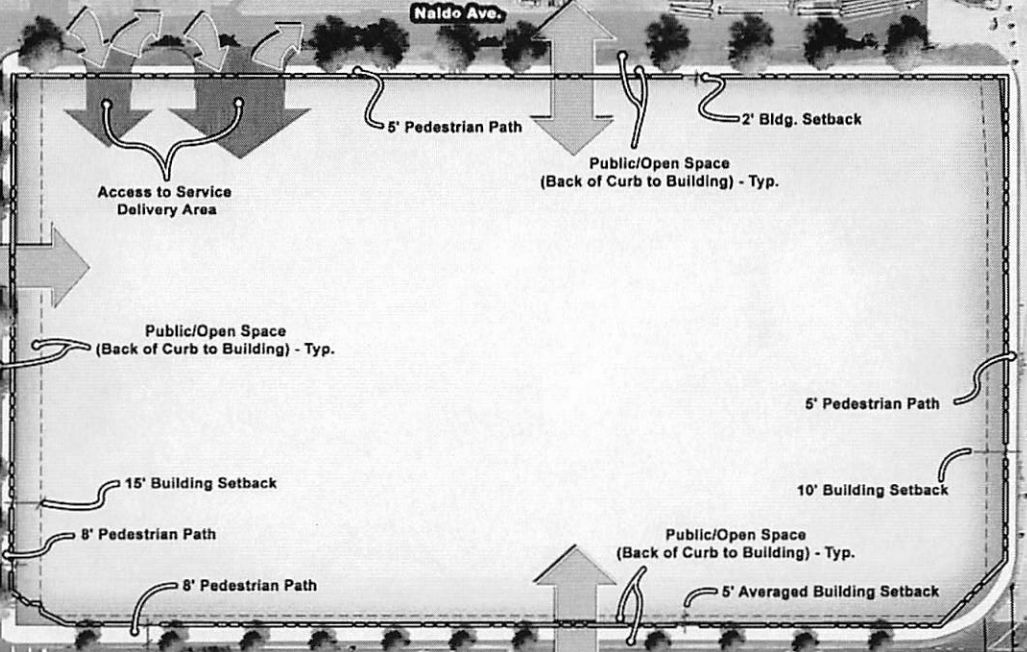 Naldo Ave.
5' Pedestrian Path
2' Bldg. Setback
Public/Open Space
(Back of Curb to Building) - Typ.
Access to Service
Delivery Area
Public/Open Space
(Back of Curb to Building) - Typ.
5' Pedestrian Path
15' Building Setback
10' Building Setback
8' Pedestrian Path
Public/Open Space
(Back of Curb to Building) - Typ.
8' Pedestrian Path
5' Averaged Building Setback